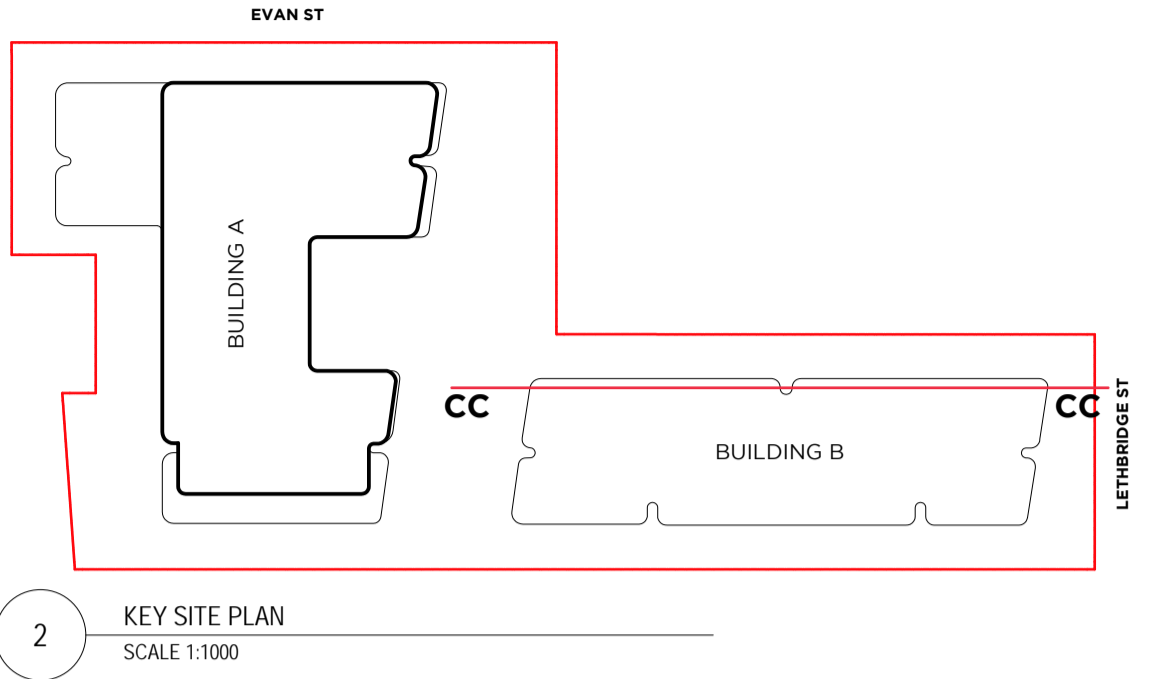 EVAN ST
BUILDING A
CC
CC
BUILDING B
LETHBRIDGE ST
2
KEY SITE PLAN
SCALE 1:1000